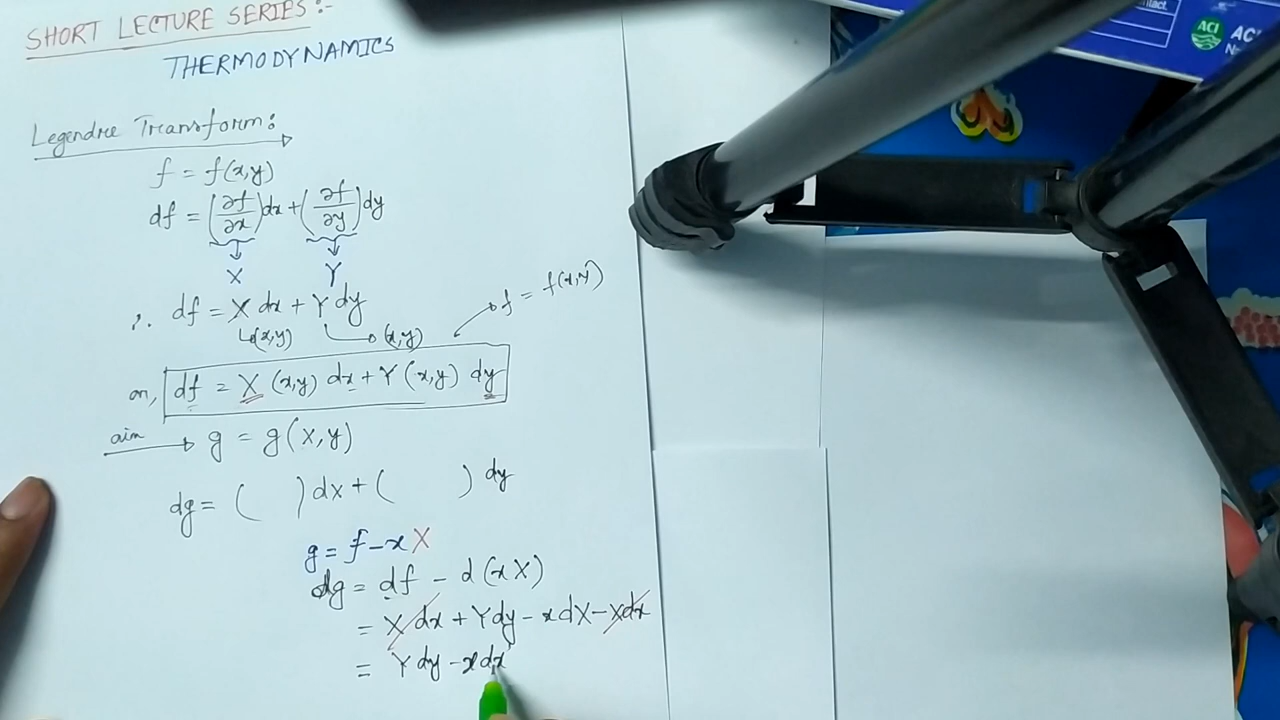 SHORT LECTURE SERIES :-
THERMODYNAMICS
Legendre Transform:
f = f(x,y)
df = (∂f/∂x)dx + (∂f/∂y)dy
X Y
∴ df = X dx + Y dy
(x,y) (x,y)
f = f(x,y)
or, df = X (x,y) dx + Y (x,y) dy
aim → g = g(X,y)
dg = ( ) dX + ( ) dy
g = f - xX
dg = df - d(xX)
= X dx + Y dy - x dX - X dx
= Y dy - x dx
ACI